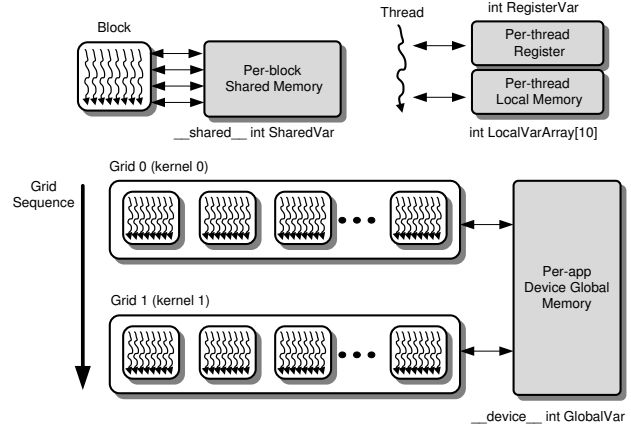 Block
Per-block
Shared Memory
__shared__ int SharedVar
Thread
int RegisterVar
Per-thread
Register
Per-thread
Local Memory
int LocalVarArray[10]
Grid
Sequence
Grid 0 (kernel 0)
Grid 1 (kernel 1)
Per-app
Device Global
Memory
__device__ int GlobalVar